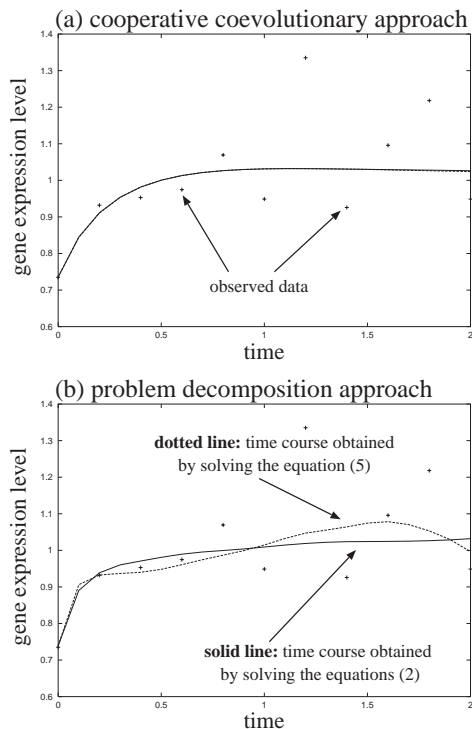 (a) cooperative coevolutionary approach
1.4
1.3
1.2
1.1
1
0.9
0.8
0.7
0.6
gene expression level
observed data
0 0.5 1 1.5 2
time
(b) problem decomposition approach
1.4
1.3
1.2
1.1
1
0.9
0.8
0.7
0.6
gene expression level
dotted line: time course obtained
by solving the equation (5)
solid line: time course obtained
by solving the equations (2)
0 0.5 1 1.5 2
time